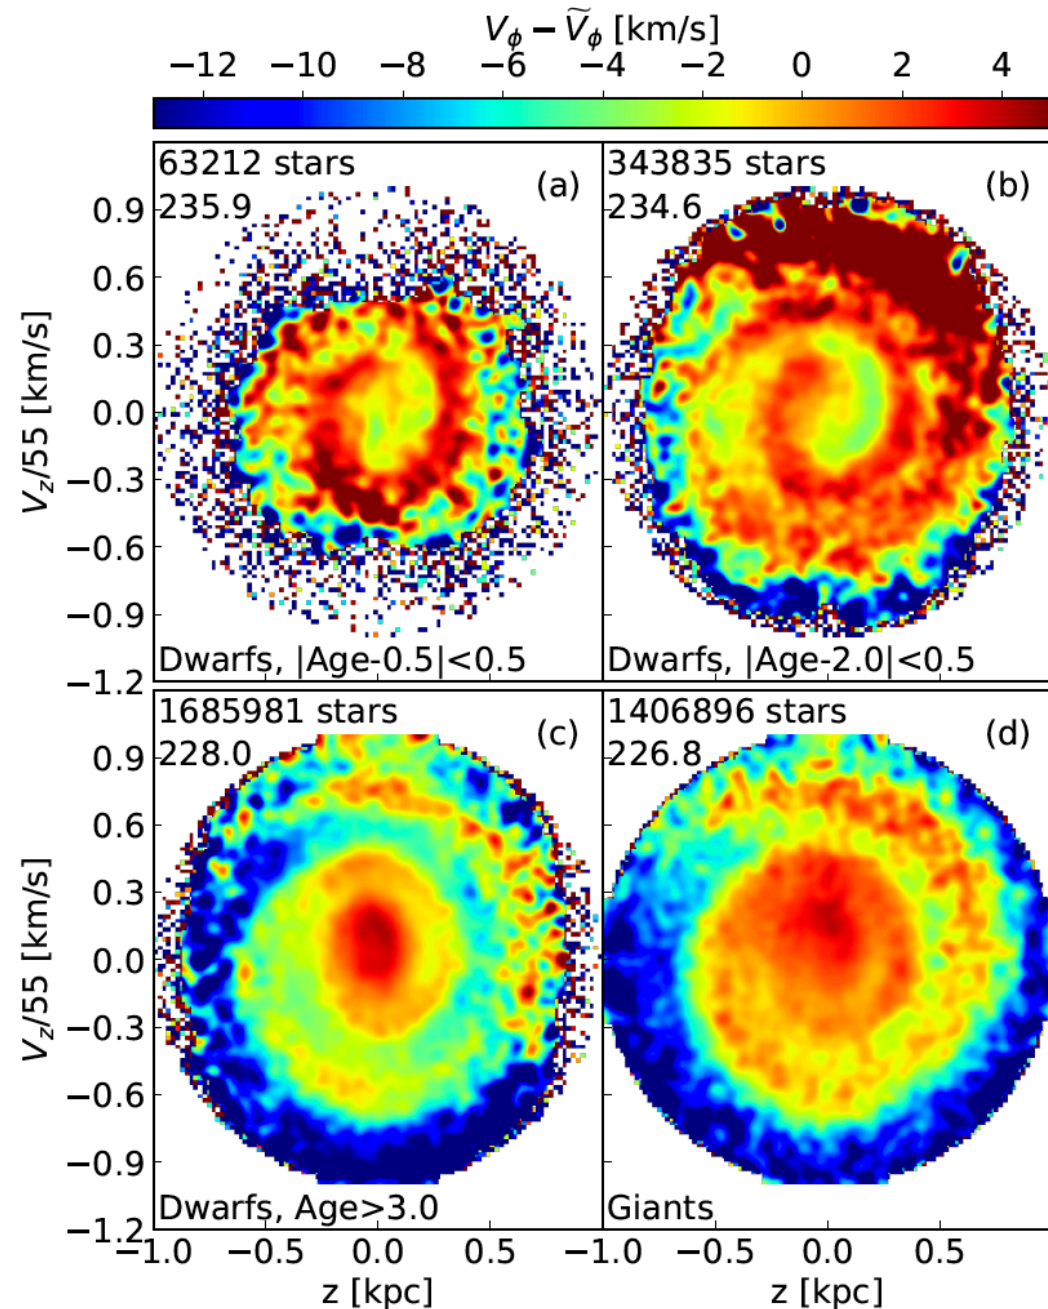 V_ϕ − Ṽ_ϕ [km/s]
−12 −10 −8 −6 −4 −2 0 2 4
63212 stars
235.9
(a)
343835 stars
234.6
(b)
0.9
0.6
0.3
0.0
−0.3
−0.6
−0.9
−1.2
V_z/55 [km/s]
Dwarfs, |Age-0.5|<0.5
Dwarfs, |Age-2.0|<0.5
1685981 stars
228.0
(c)
1406896 stars
226.8
(d)
0.9
0.6
0.3
0.0
−0.3
−0.6
−0.9
−1.2
V_z/55 [km/s]
Dwarfs, Age>3.0
Giants
−1.0 −0.5 0.0 0.5 −1.0 −0.5 0.0 0.5
z [kpc] z [kpc]